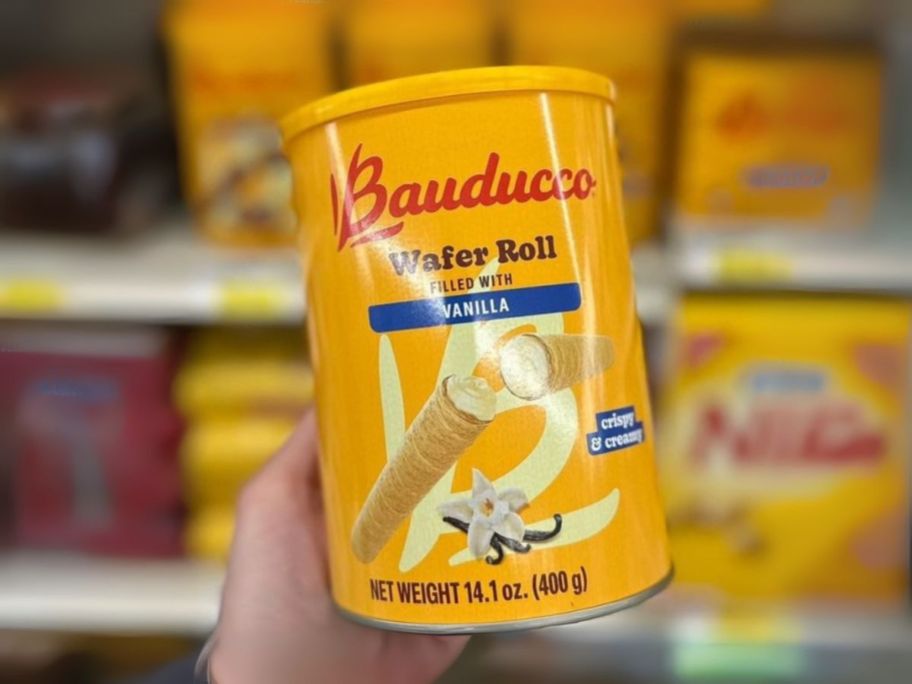 Bauducco
Wafer Roll
FILLED WITH
VANILLA
crispy
& creamy
NET WEIGHT 14.1 oz. (400 g)